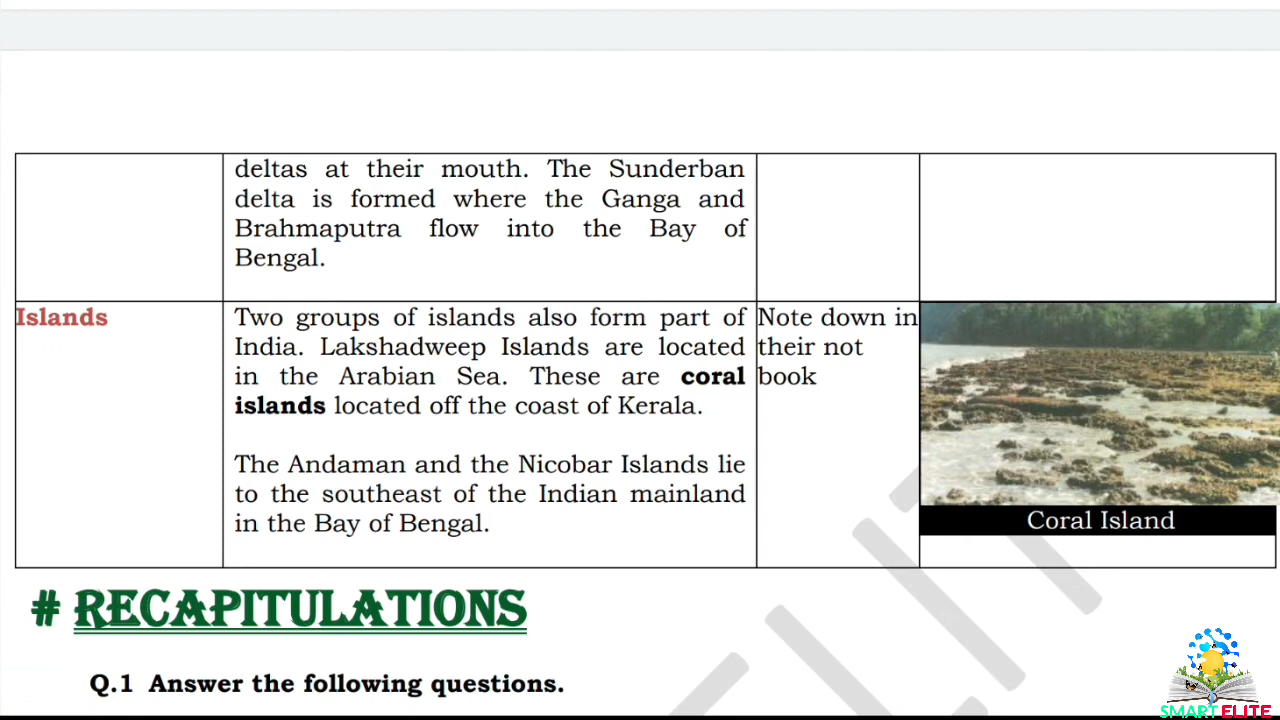 deltas at their mouth. The Sunderban
delta is formed where the Ganga and
Brahmaputra flow into the Bay of
Bengal.
Islands
Two groups of islands also form part of
India. Lakshadweep Islands are located
in the Arabian Sea. These are coral
islands located off the coast of Kerala.
The Andaman and the Nicobar Islands lie
to the southeast of the Indian mainland
in the Bay of Bengal.
Note down in
their not
book
Coral Island
# RECAPITULATIONS
Q.1 Answer the following questions.
SMART ELITE